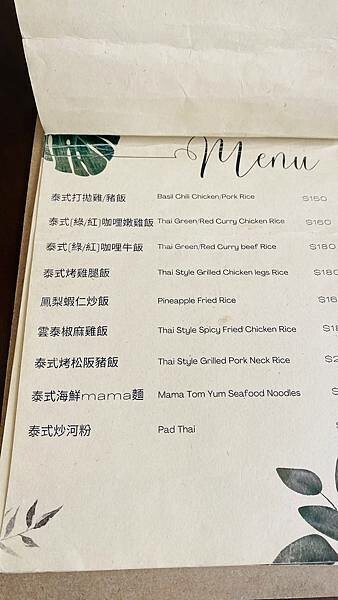 Menu
泰式打拋雞/豬飯 Basil Chili Chicken/Pork Rice $150
泰式(綠/紅)咖哩嫩雞飯 Thai Green/Red Curry Chicken Rice $160
泰式(綠/紅)咖哩牛飯 Thai Green/Red Curry beef Rice $180
泰式烤雞腿飯 Thai Style Grilled Chicken legs Rice $180
鳳梨蝦仁炒飯 Pineapple Fried Rice $16
雲泰椒麻雞飯 Thai Style Spicy Fried Chicken Rice $18
泰式烤松阪豬飯 Thai Style Grilled Pork Neck Rice $2
泰式海鮮mama麵 Mama Tom Yum Seafood Noodles
泰式炒河粉 Pad Thai